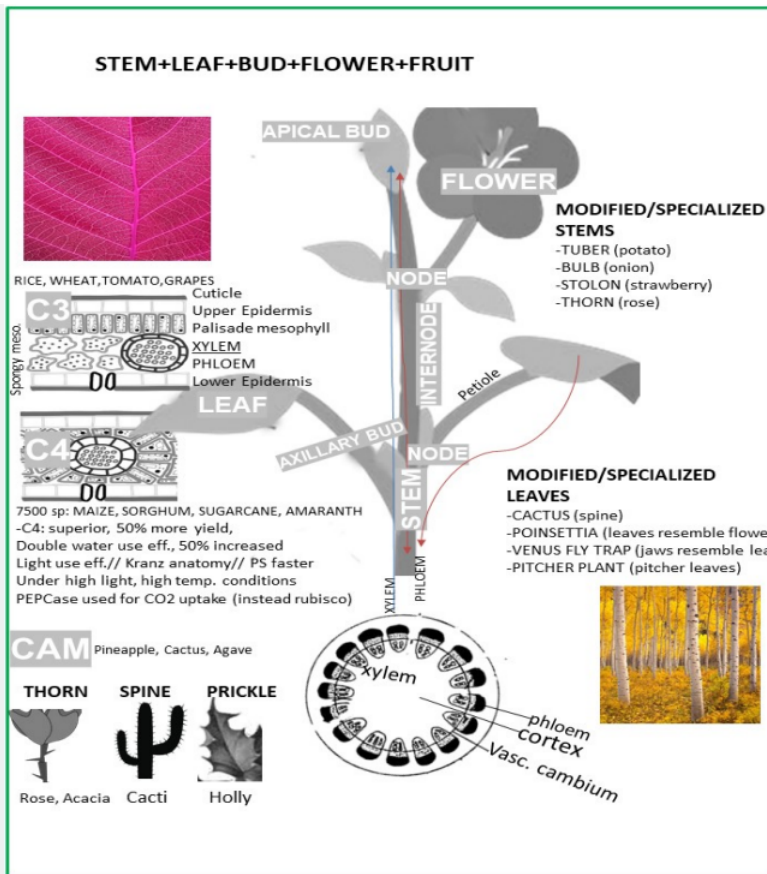 STEM+LEAF+BUD+FLOWER+FRUIT
APICAL BUD
FLOWER
MODIFIED/SPECIALIZED
STEMS
-TUBER (potato)
-BULB (onion)
-STOLON (strawberry)
-THORN (rose)
NODE
INTERNODE
Petiole
RICE, WHEAT,TOMATO,GRAPES
C3
Cuticle
Upper Epidermis
Palisade mesophyll
XYLEM
PHLOEM
Lower Epidermis
Spongy meso.
LEAF
C4
AXILLARY BUD
NODE
STEM
7500 sp: MAIZE, SORGHUM, SUGARCANE, AMARANTH
-C4: superior, 50% more yield,
Double water use eff., 50% increased
Light use eff.// Kranz anatomy// PS faster
Under high light, high temp. conditions
PEPCase used for CO2 uptake (instead rubisco)
MODIFIED/SPECIALIZED
LEAVES
-CACTUS (spine)
-POINSETTIA (leaves resemble flowe
-VENUS FLY TRAP (jaws resemble lea
-PITCHER PLANT (pitcher leaves)
XYLEM
PHLOEM
CAM Pineapple, Cactus, Agave
THORN SPINE PRICKLE
Rose, Acacia Cacti Holly
xylem
phloem
cortex
Vasc. cambium